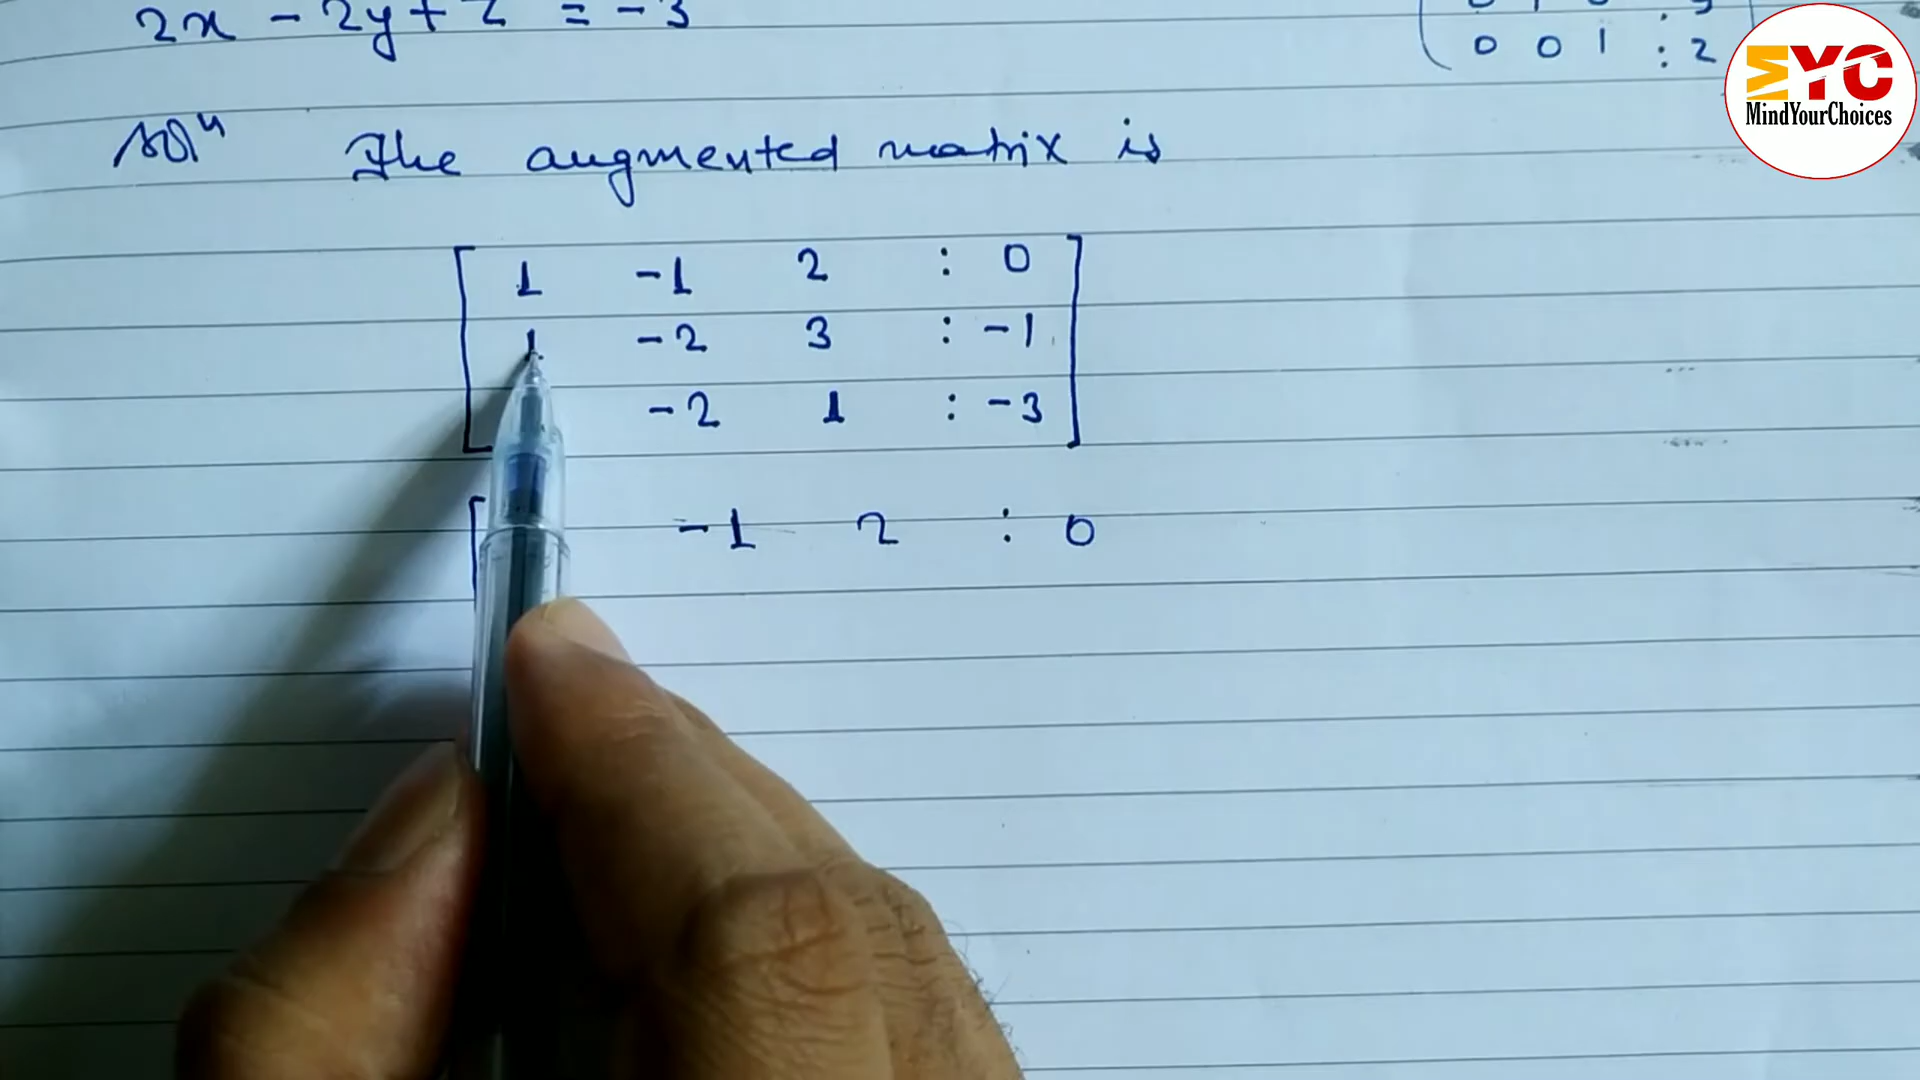 2x - 2y + z = -3
0 0 1 : 2
MYC
MindYourChoices
Solⁿ The augmented matrix is
1 -1 2 : 0
1 -2 3 : -1
-2 1 : -3
-1 2 : 0